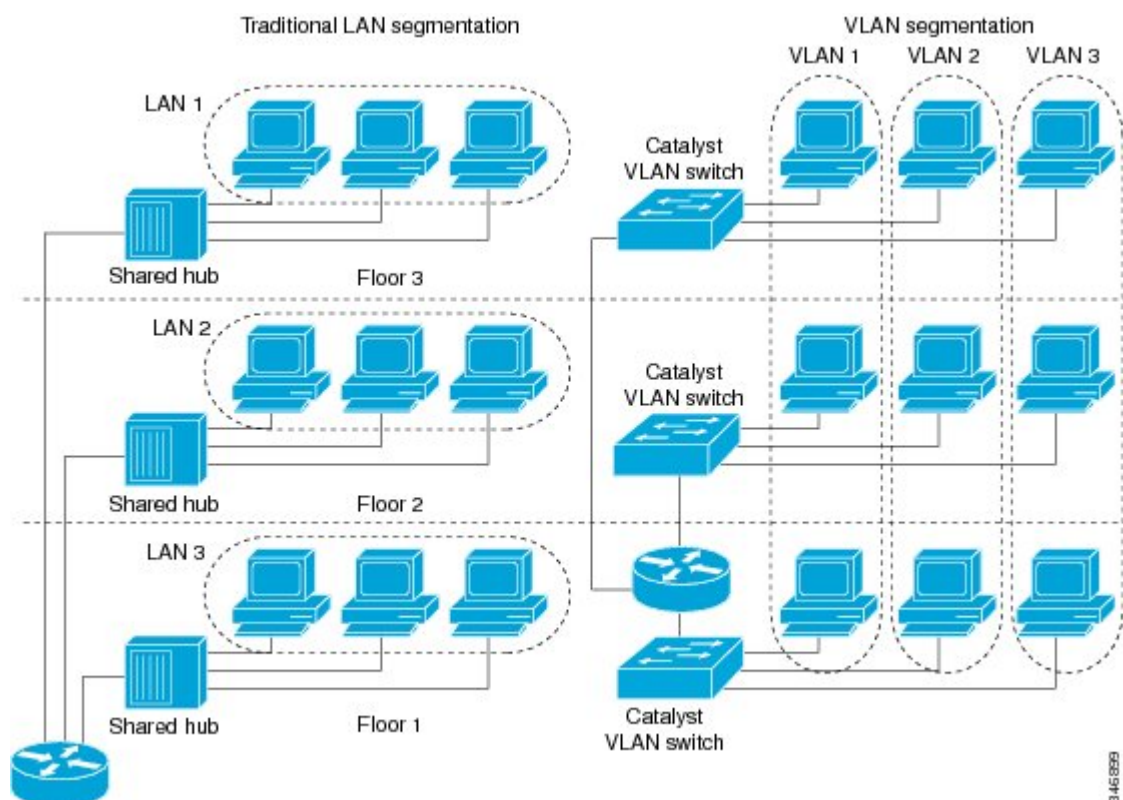 Traditional LAN segmentation
VLAN segmentation
VLAN 1
VLAN 2
VLAN 3
LAN 1
Catalyst
VLAN switch
Shared hub
Floor 3
LAN 2
Catalyst
VLAN switch
Shared hub
Floor 2
LAN 3
Shared hub
Floor 1
Catalyst
VLAN switch
346899